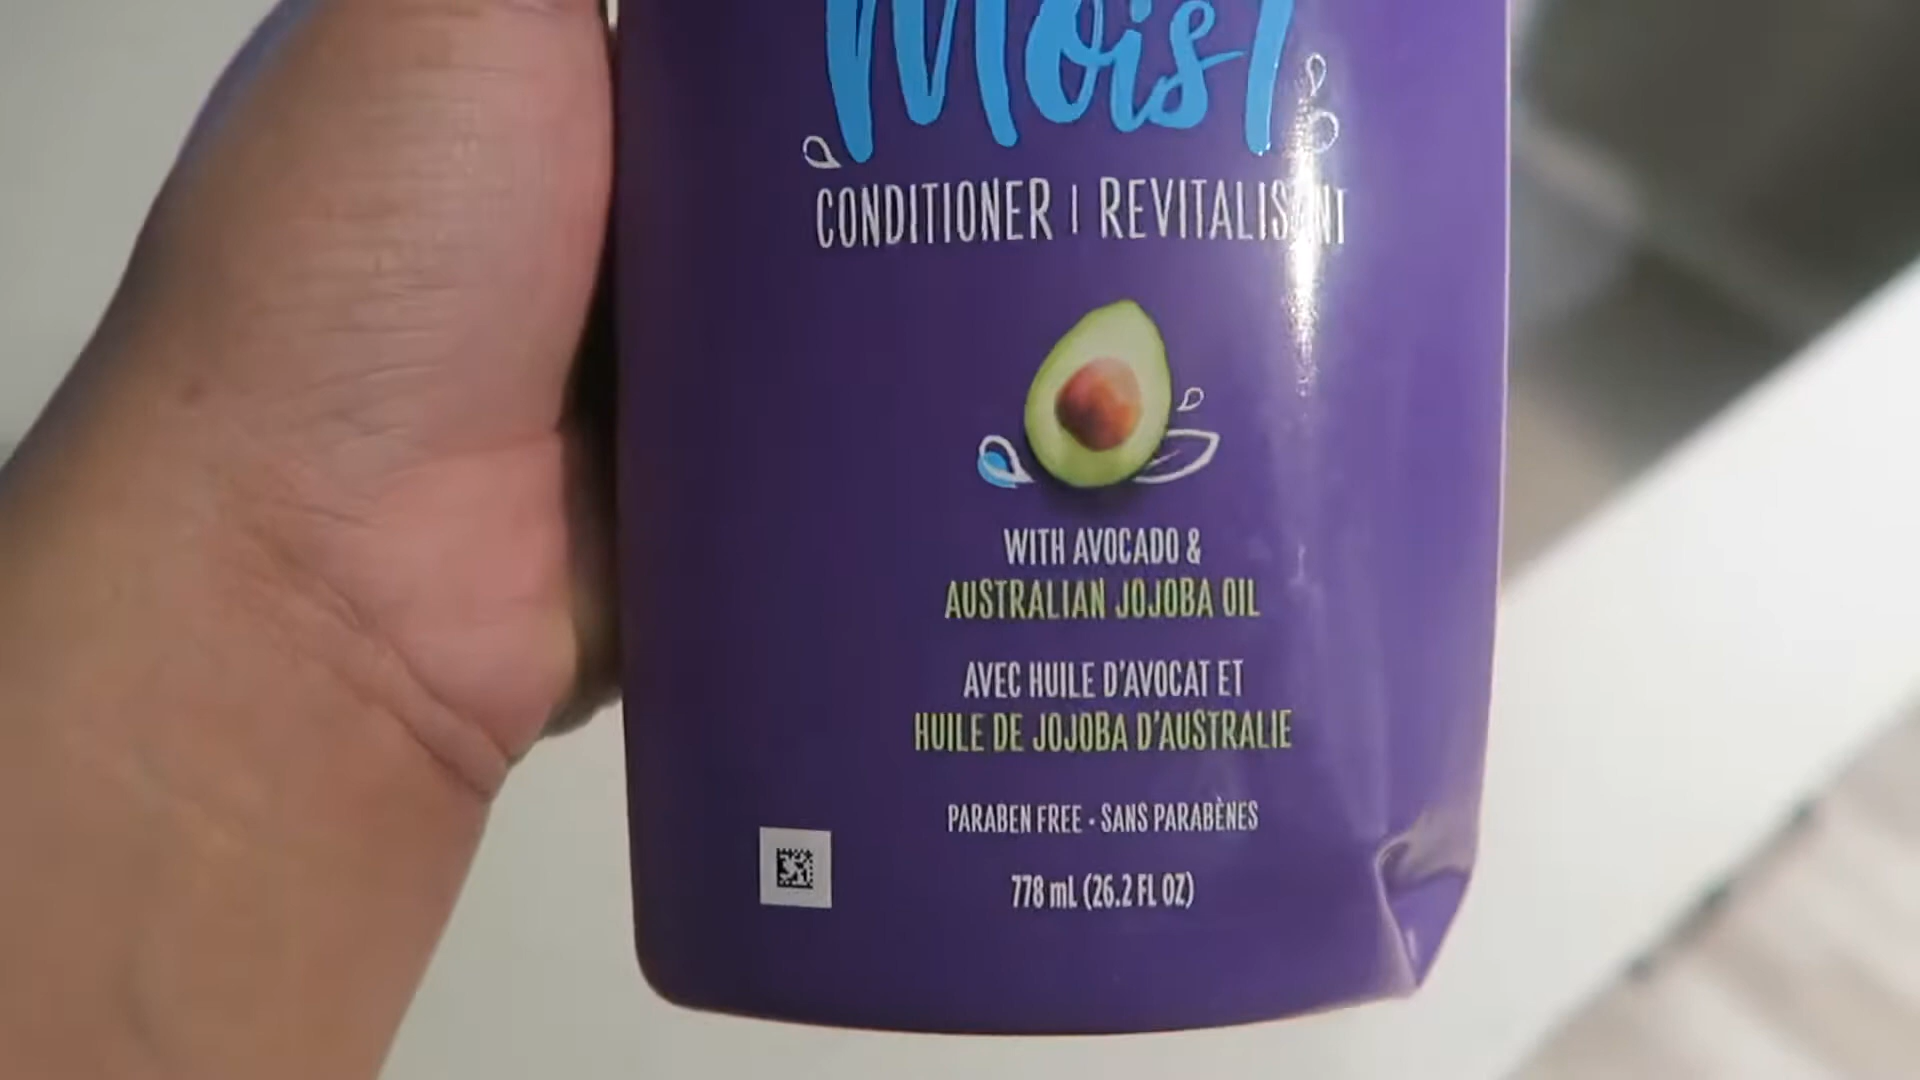 Moist
CONDITIONER | REVITALISANT
WITH AVOCADO &
AUSTRALIAN JOJOBA OIL
AVEC HUILE D'AVOCAT ET
HUILE DE JOJOBA D'AUSTRALIE
PARABEN FREE · SANS PARABÈNES
778 mL (26.2 FL OZ)